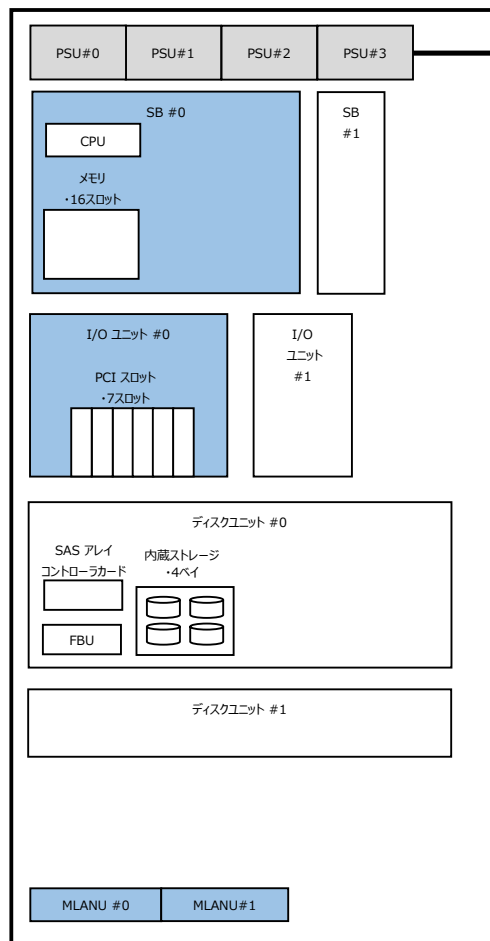 PSU#0
PSU#1
PSU#2
PSU#3
SB #0
CPU
メモリ
・16スロット
SB
#1
I/O ユニット #0
PCI スロット
・7スロット
I/O
ユニット
#1
ディスクユニット #0
SAS アレイ
コントローラカード
FBU
内蔵ストレージ
・4ベイ
ディスクユニット #1
MLANU #0
MLANU#1